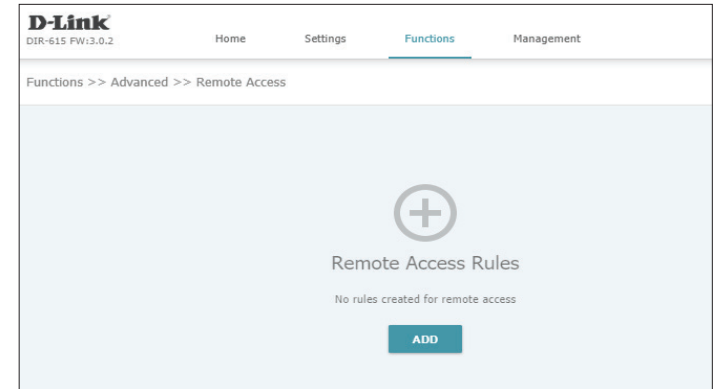 D-Link
DIR-615 FW:3.0.2
Home Settings Functions Management
Functions >> Advanced >> Remote Access
Remote Access Rules
No rules created for remote access
ADD